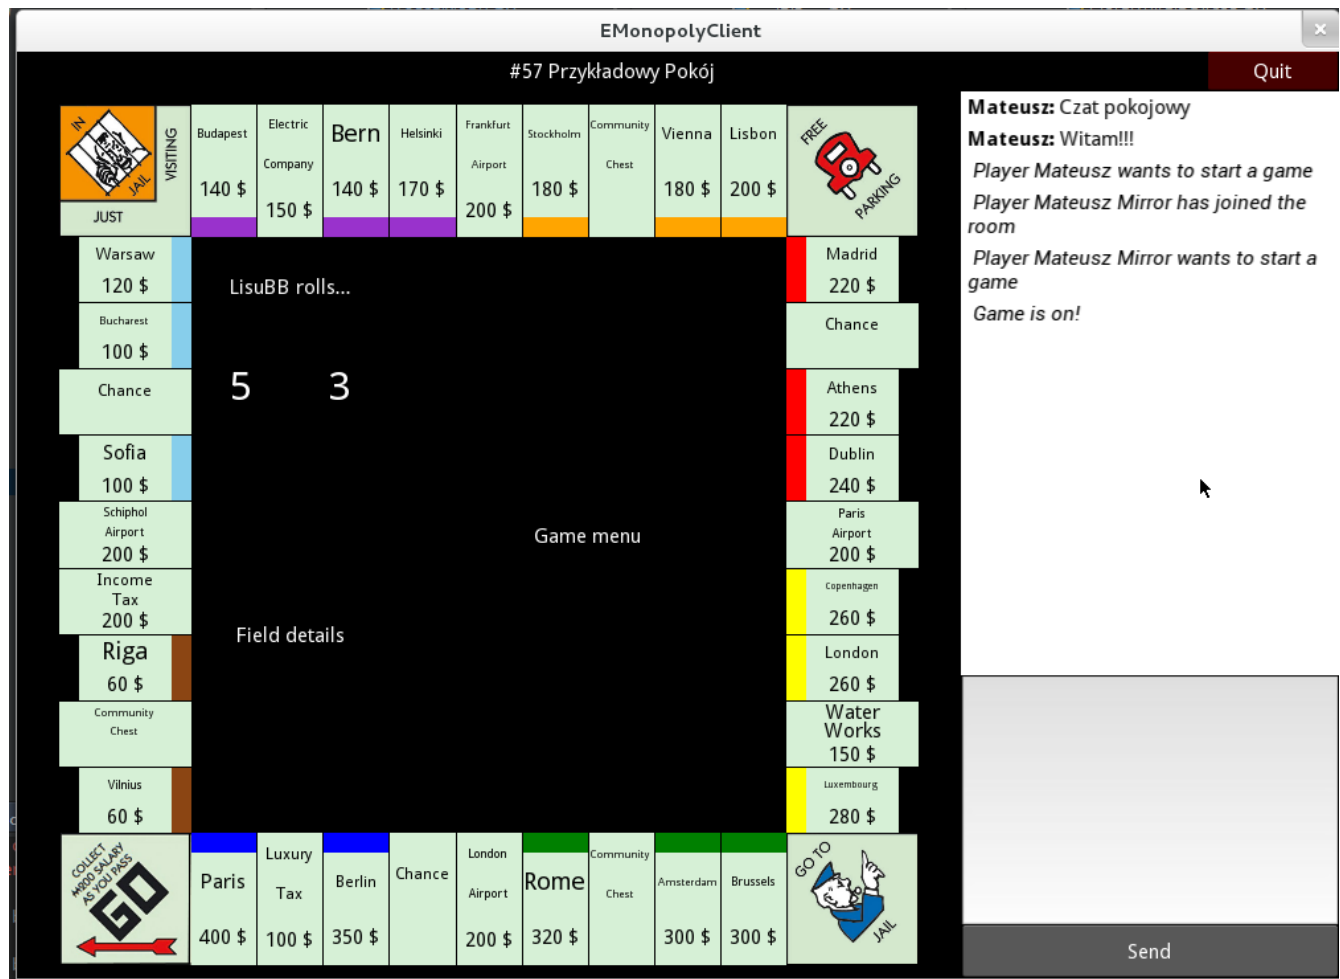 EMonopolyClient
#57 Przykładowy Pokój
Quit
IN
JAIL
VISITING
JUST
Budapest
140 $
Electric
Company
150 $
Bern
140 $
Helsinki
170 $
Frankfurt
Airport
200 $
Stockholm
180 $
Community
Chest
Vienna
180 $
Lisbon
200 $
FREE
PARKING
Warsaw
120 $
Bucharest
100 $
Chance
Sofia
100 $
Schiphol
Airport
200 $
Income
Tax
200 $
Riga
60 $
Community
Chest
Vilnius
60 $
LisuBB rolls...
5 3
Game menu
Field details
Madrid
220 $
Chance
Athens
220 $
Dublin
240 $
Paris
Airport
200 $
Copenhagen
260 $
London
260 $
Water
Works
150 $
Luxembourg
280 $
COLLECT
₩200 SALARY
AS YOU PASS
GO
Paris
400 $
Luxury
Tax
100 $
Berlin
350 $
Chance
London
Airport
200 $
Rome
320 $
Community
Chest
Amsterdam
300 $
Brussels
300 $
GO TO
JAIL
Mateusz: Czat pokojowy
Mateusz: Witam!!!
Player Mateusz wants to start a game
Player Mateusz Mirror has joined the
room
Player Mateusz Mirror wants to start a
game
Game is on!
Send